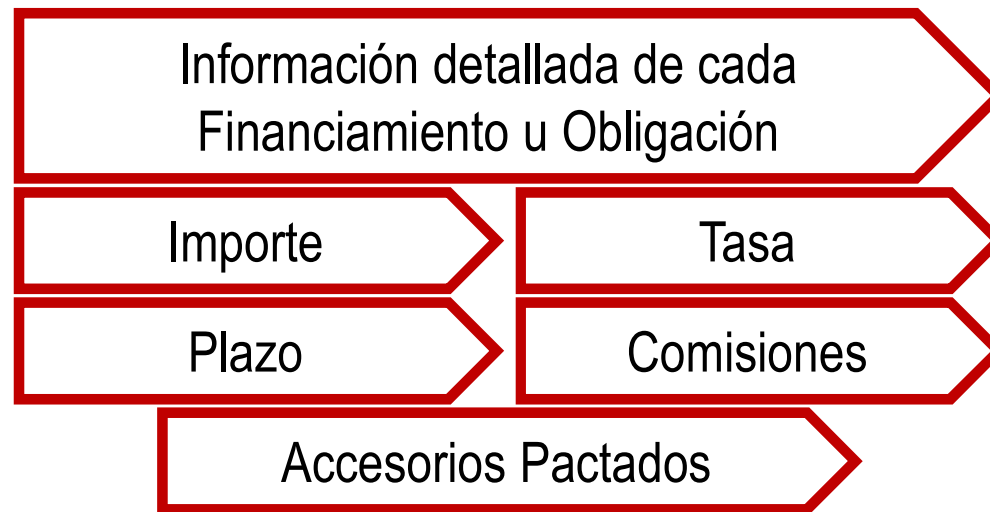 Información detallada de cada
Financiamiento u Obligación
Importe
Tasa
Plazo
Comisiones
Accesorios Pactados